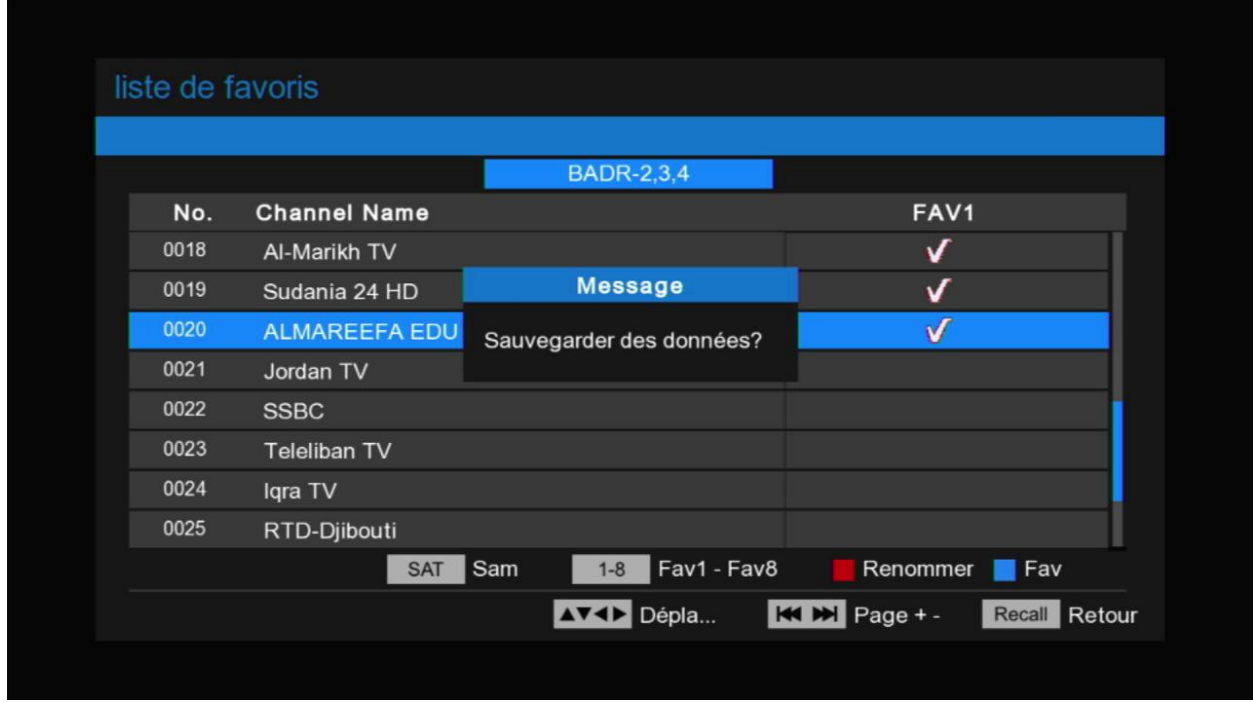 liste de favoris
BADR-2,3,4
No. Channel Name FAV1
0018 Al-Marikh TV
0019 Sudania 24 HD
0020 ALMAREEFA EDU
0021 Jordan TV
0022 SSBC
0023 Teleliban TV
0024 Iqra TV
0025 RTD-Djibouti
Message
Sauvegarder des données?
SAT Sam 1-8 Fav1 - Fav8 Renommer Fav
Dépla... Page + - Recall Retour